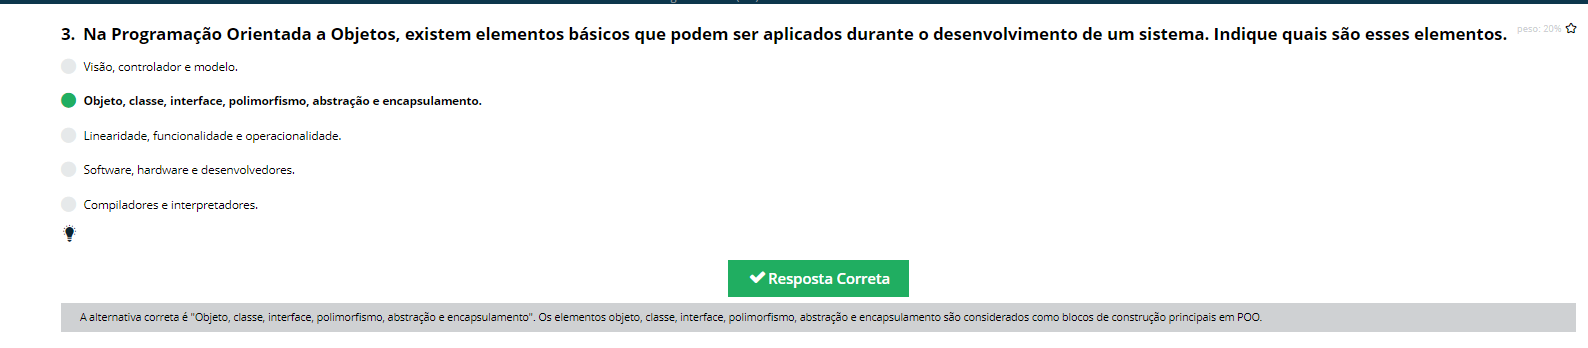 3. Na Programação Orientada a Objetos, existem elementos básicos que podem ser aplicados durante o desenvolvimento de um sistema. Indique quais são esses elementos.
peso: 20%
Visão, controlador e modelo.
Objeto, classe, interface, polimorfismo, abstração e encapsulamento.
Linearidade, funcionalidade e operacionalidade.
Software, hardware e desenvolvedores.
Compiladores e interpretadores.
Resposta Correta
A alternativa correta é "Objeto, classe, interface, polimorfismo, abstração e encapsulamento". Os elementos objeto, classe, interface, polimorfismo, abstração e encapsulamento são considerados como blocos de construção principais em POO.